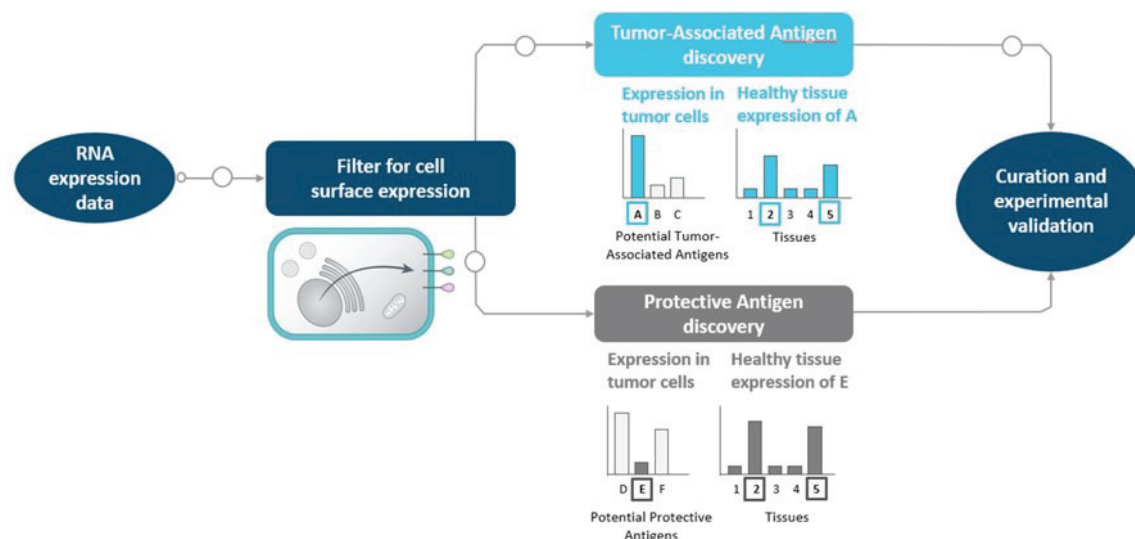 RNA
expression
data
Filter for cell
surface expression
Tumor-Associated Antigen
discovery
Expression in
tumor cells
Healthy tissue
expression of A
A B C
Potential Tumor-
Associated Antigens
1 2 3 4 5
Tissues
Protective Antigen
discovery
Expression in
tumor cells
Healthy tissue
expression of E
D E F
Potential Protective
Antigens
1 2 3 4 5
Tissues
Curation and
experimental
validation